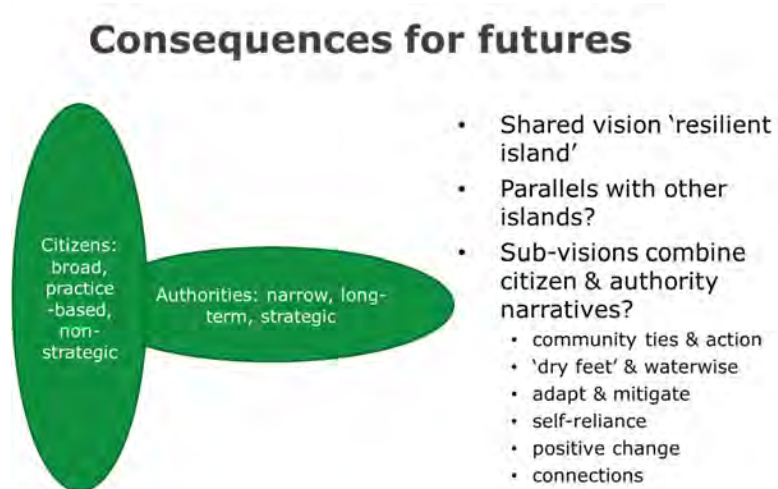 Consequences for futures
Citizens:
broad,
practice
-based,
non-
strategic
Authorities: narrow, long-
term, strategic
• Shared vision ‘resilient
island’
• Parallels with other
islands?
• Sub-visions combine
citizen & authority
narratives?
• community ties & action
• ‘dry feet’ & waterwise
• adapt & mitigate
• self-reliance
• positive change
• connections